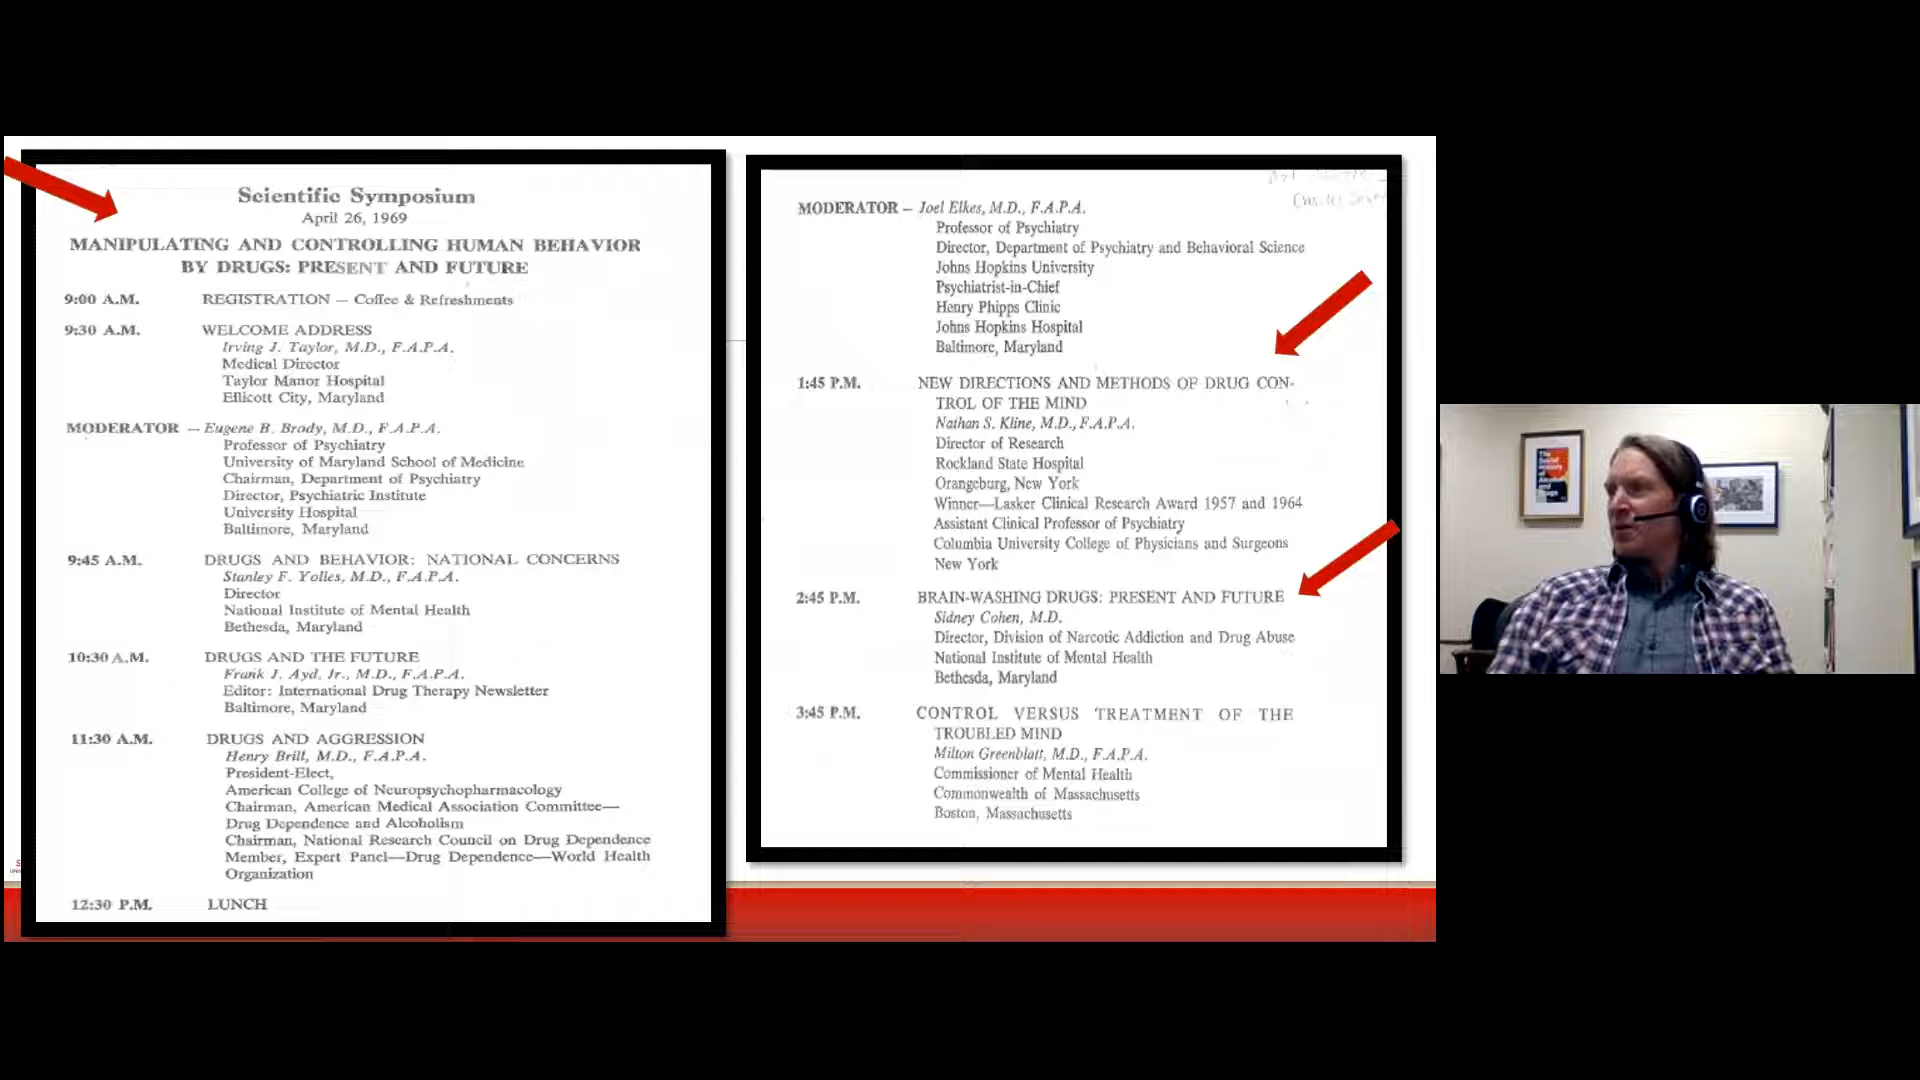 Scientific Symposium
April 26, 1969
MANIPULATING AND CONTROLLING HUMAN BEHAVIOR
BY DRUGS: PRESENT AND FUTURE
9:00 A.M. REGISTRATION — Coffee & Refreshments
9:30 A.M. WELCOME ADDRESS
Irving J. Taylor, M.D., F.A.P.A.
Medical Director
Taylor Manor Hospital
Ellicott City, Maryland
MODERATOR — Eugene B. Brody, M.D., F.A.P.A.
Professor of Psychiatry
University of Maryland School of Medicine
Chairman, Department of Psychiatry
Director, Psychiatric Institute
University Hospital
Baltimore, Maryland
9:45 A.M. DRUGS AND BEHAVIOR: NATIONAL CONCERNS
Stanley F. Yolles, M.D., F.A.P.A.
Director
National Institute of Mental Health
Bethesda, Maryland
10:30 A.M. DRUGS AND THE FUTURE
Frank J. Ayd, Jr., M.D., F.A.P.A.
Editor: International Drug Therapy Newsletter
Baltimore, Maryland
11:30 A.M. DRUGS AND AGGRESSION
Henry Brill, M.D., F.A.P.A.
President-Elect,
American College of Neuropsychopharmacology
Chairman, American Medical Association Committee—
Drug Dependence and Alcoholism
Chairman, National Research Council on Drug Dependence
Member, Expert Panel—Drug Dependence—World Health
Organization
12:30 P.M. LUNCH
MODERATOR — Joel Elkes, M.D., F.A.P.A.
Professor of Psychiatry
Director, Department of Psychiatry and Behavioral Science
Johns Hopkins University
Psychiatrist-in-Chief
Henry Phipps Clinic
Johns Hopkins Hospital
Baltimore, Maryland
1:45 P.M. NEW DIRECTIONS AND METHODS OF DRUG CON-
TROL OF THE MIND
Nathan S. Kline, M.D., F.A.P.A.
Director of Research
Rockland State Hospital
Orangeburg, New York
Winner—Lasker Clinical Research Award 1957 and 1964
Assistant Clinical Professor of Psychiatry
Columbia University College of Physicians and Surgeons
New York
2:45 P.M. BRAIN-WASHING DRUGS: PRESENT AND FUTURE
Sidney Cohen, M.D.
Director, Division of Narcotic Addiction and Drug Abuse
National Institute of Mental Health
Bethesda, Maryland
3:45 P.M. CONTROL VERSUS TREATMENT OF THE
TROUBLED MIND
Milton Greenblatt, M.D., F.A.P.A.
Commissioner of Mental Health
Commonwealth of Massachusetts
Boston, Massachusetts
The
Social
History
of
Alcohol
and
Drugs